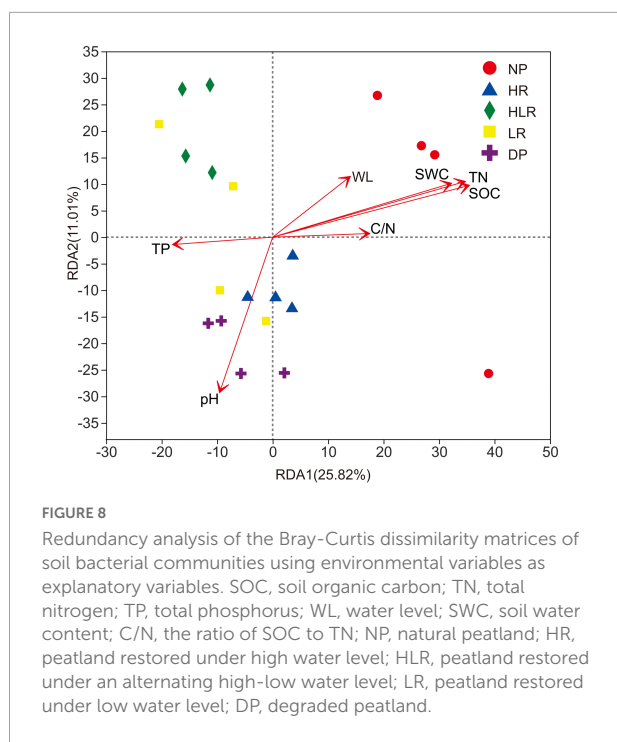 35
30
25
20
15
10
5
0
-5
-10
-15
-20
-25
-30
-35
RDA2(11.01%)
NP
HR
HLR
LR
DP
WL
SWC
TN
SOC
C/N
TP
pH
-30
-20
-10
0
10
20
30
40
50
RDA1(25.82%)
FIGURE 8
Redundancy analysis of the Bray-Curtis dissimilarity matrices of
soil bacterial communities using environmental variables as
explanatory variables. SOC, soil organic carbon; TN, total
nitrogen; TP, total phosphorus; WL, water level; SWC, soil water
content; C/N, the ratio of SOC to TN; NP, natural peatland; HR,
peatland restored under high water level; HLR, peatland restored
under an alternating high-low water level; LR, peatland restored
under low water level; DP, degraded peatland.